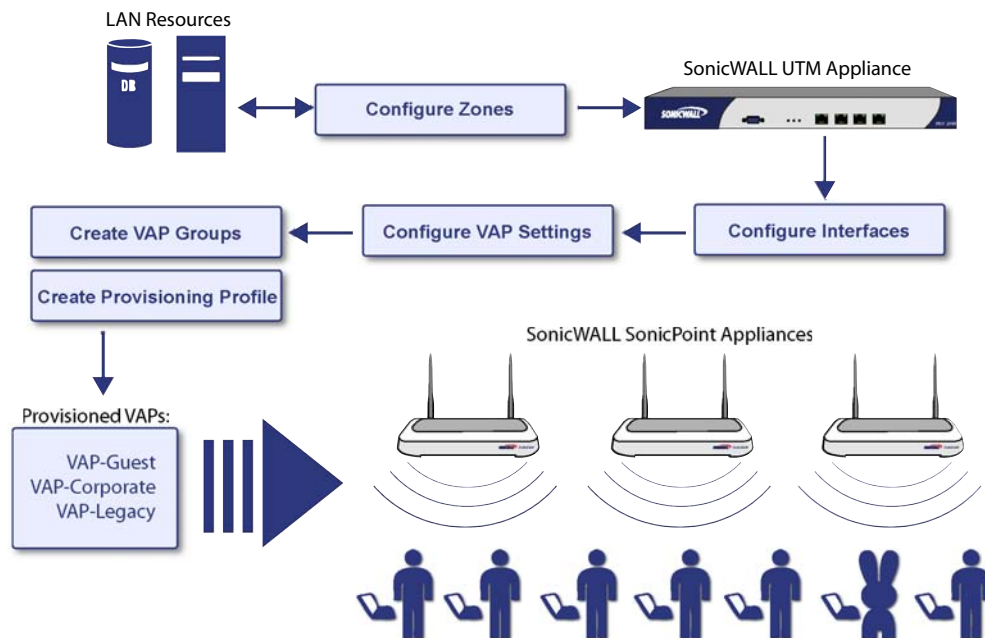 LAN Resources
DB
Configure Zones
SonicWALL UTM Appliance
SONICWALL
Create VAP Groups
Configure VAP Settings
Configure Interfaces
Create Provisioning Profile
SonicWALL SonicPoint Appliances
Provisioned VAPs:
VAP-Guest
VAP-Corporate
VAP-Legacy